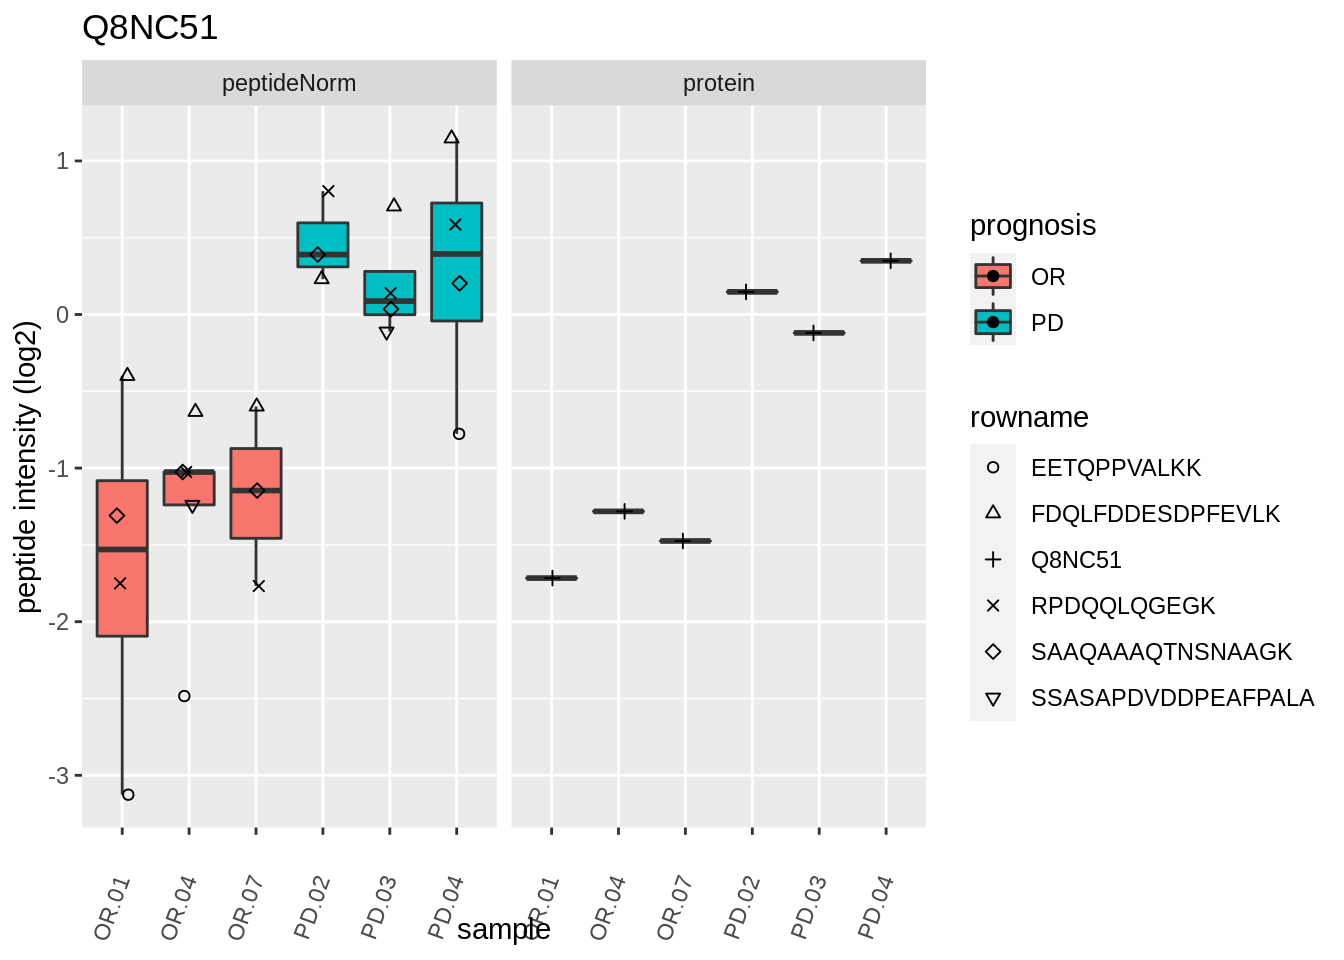 Q8NC51
peptideNorm
protein
peptide intensity (log2)
1
0
-1
-2
-3
OR.01
OR.04
OR.07
PD.02
PD.03
PD.04
OR.01
OR.04
OR.07
PD.02
PD.03
PD.04
sample
prognosis
OR
PD
rowname
EETQPPVALKK
FDQLFDDESDPFEVLK
Q8NC51
RPDQQLQGEGK
SAAQAAAQTNSNAAGK
SSASAPDVDDPEAFPALA